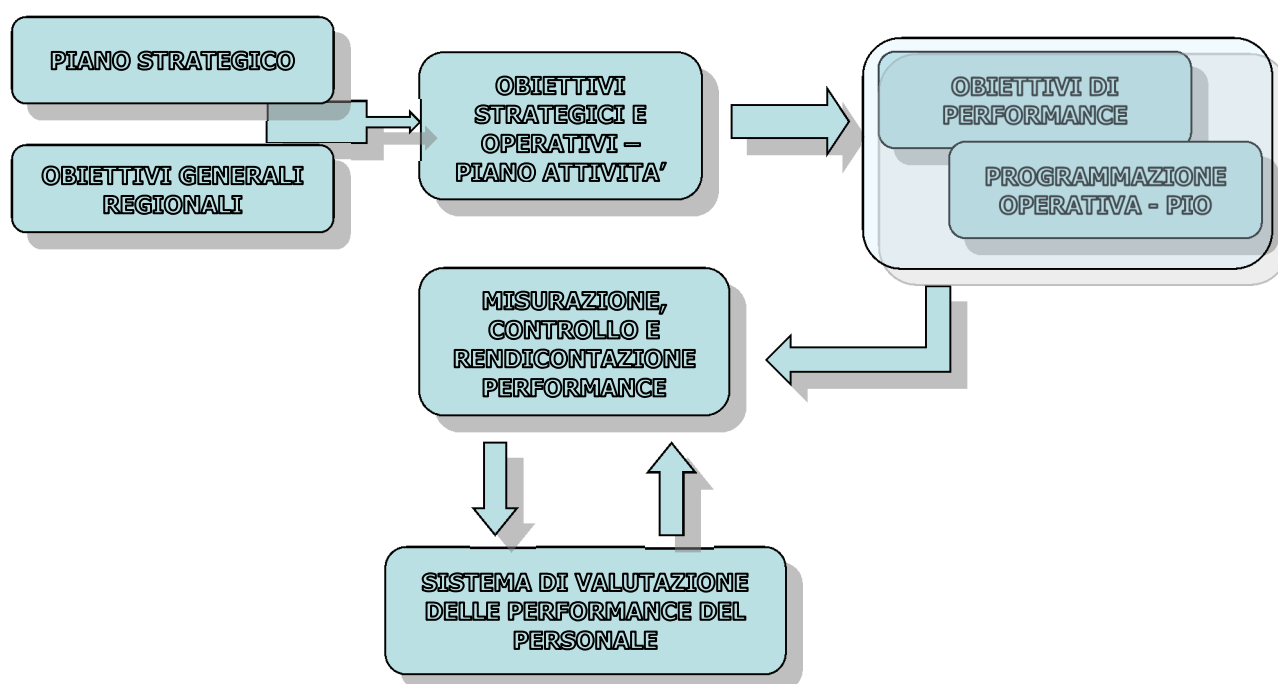 PIANO STRATEGICO
OBIETTIVI GENERALI
REGIONALI
OBIETTIVI
STRATEGICI E
OPERATIVI –
PIANO ATTIVITA’
OBIETTIVI DI
PERFORMANCE
PROGRAMMAZIONE
OPERATIVA - PIO
MISURAZIONE,
CONTROLLO E
RENDICONTAZIONE
PERFORMANCE
SISTEMA DI VALUTAZIONE
DELLE PERFORMANCE DEL
PERSONALE